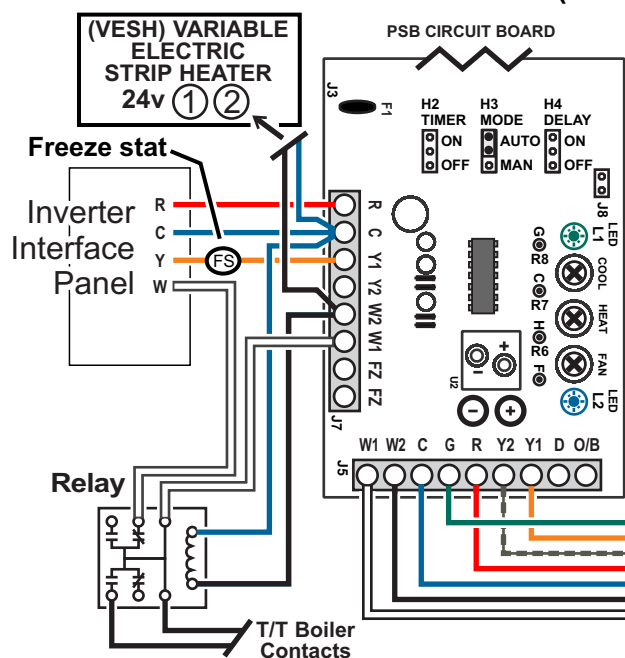 (VESH) VARIABLE
ELECTRIC
STRIP HEATER
24v 1 2
PSB CIRCUIT BOARD
J3
F1
H2
TIMER
ON
OFF
H3
MODE
AUTO
MAN
H4
DELAY
ON
OFF
J8
Freeze stat
Inverter
Interface
Panel
R
C
Y
W
FS
R
C
Y1
Y2
W2
W1
FZ
FZ
J7
G
R8
C
R7
H
R6
F
LED
L1
COOL
HEAT
FAN
LED
L2
U2
- +
- +
W1 W2 C G R Y2 Y1 D O/B
J5
Relay
T/T Boiler
Contacts